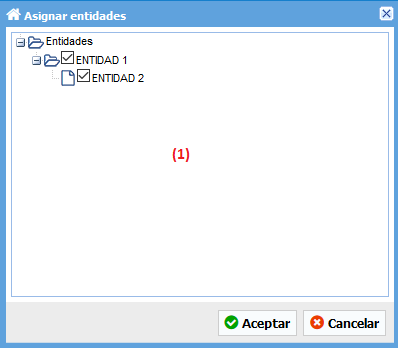 Asignar entidades
Entidades
ENTIDAD 1
ENTIDAD 2
(1)
Aceptar Cancelar